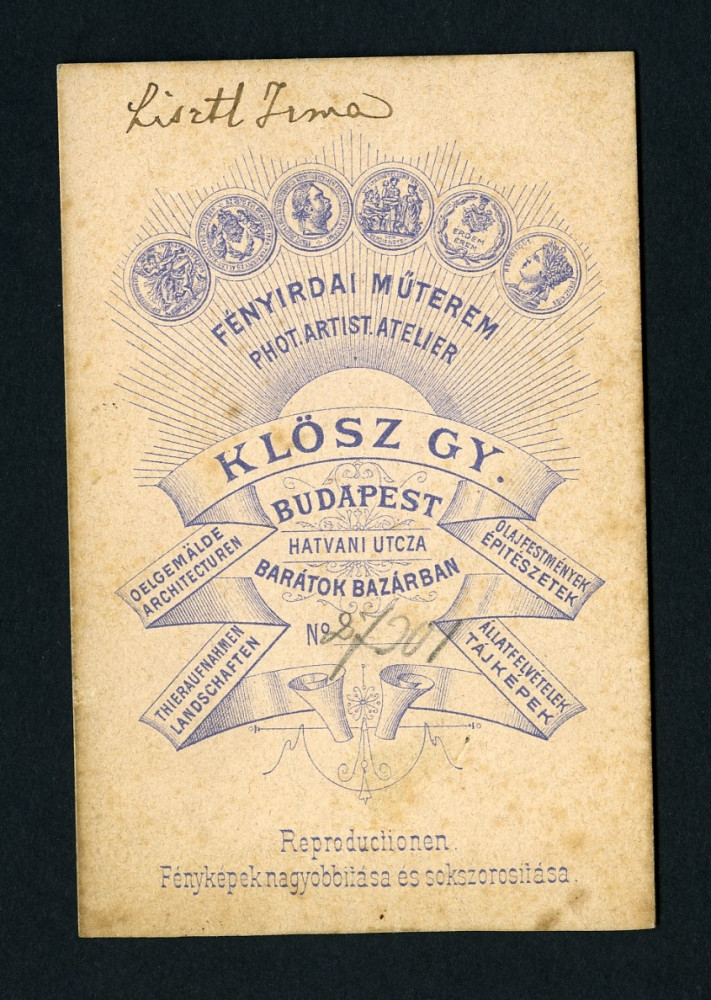 Lisztl Irma
FÉNYIRDAI MŰTEREM
PHOT. ARTIST. ATELIER
KLÖSZ GY.
BUDAPEST
HATVANI UTCZA
BARÁTOK BAZÁRBAN
OELGEMÄLDE
ARCHITECTUREN
OLAJFESTMÉNYEK
ÉPITÉSZETEK
No
THIERAUFNAHMEN
LANDSCHAFTEN
ÁLLATFELVÉTELEK
TÁJKÉPEK
Reproductionen.
Fényképek nagyobbitása és sokszorositása.